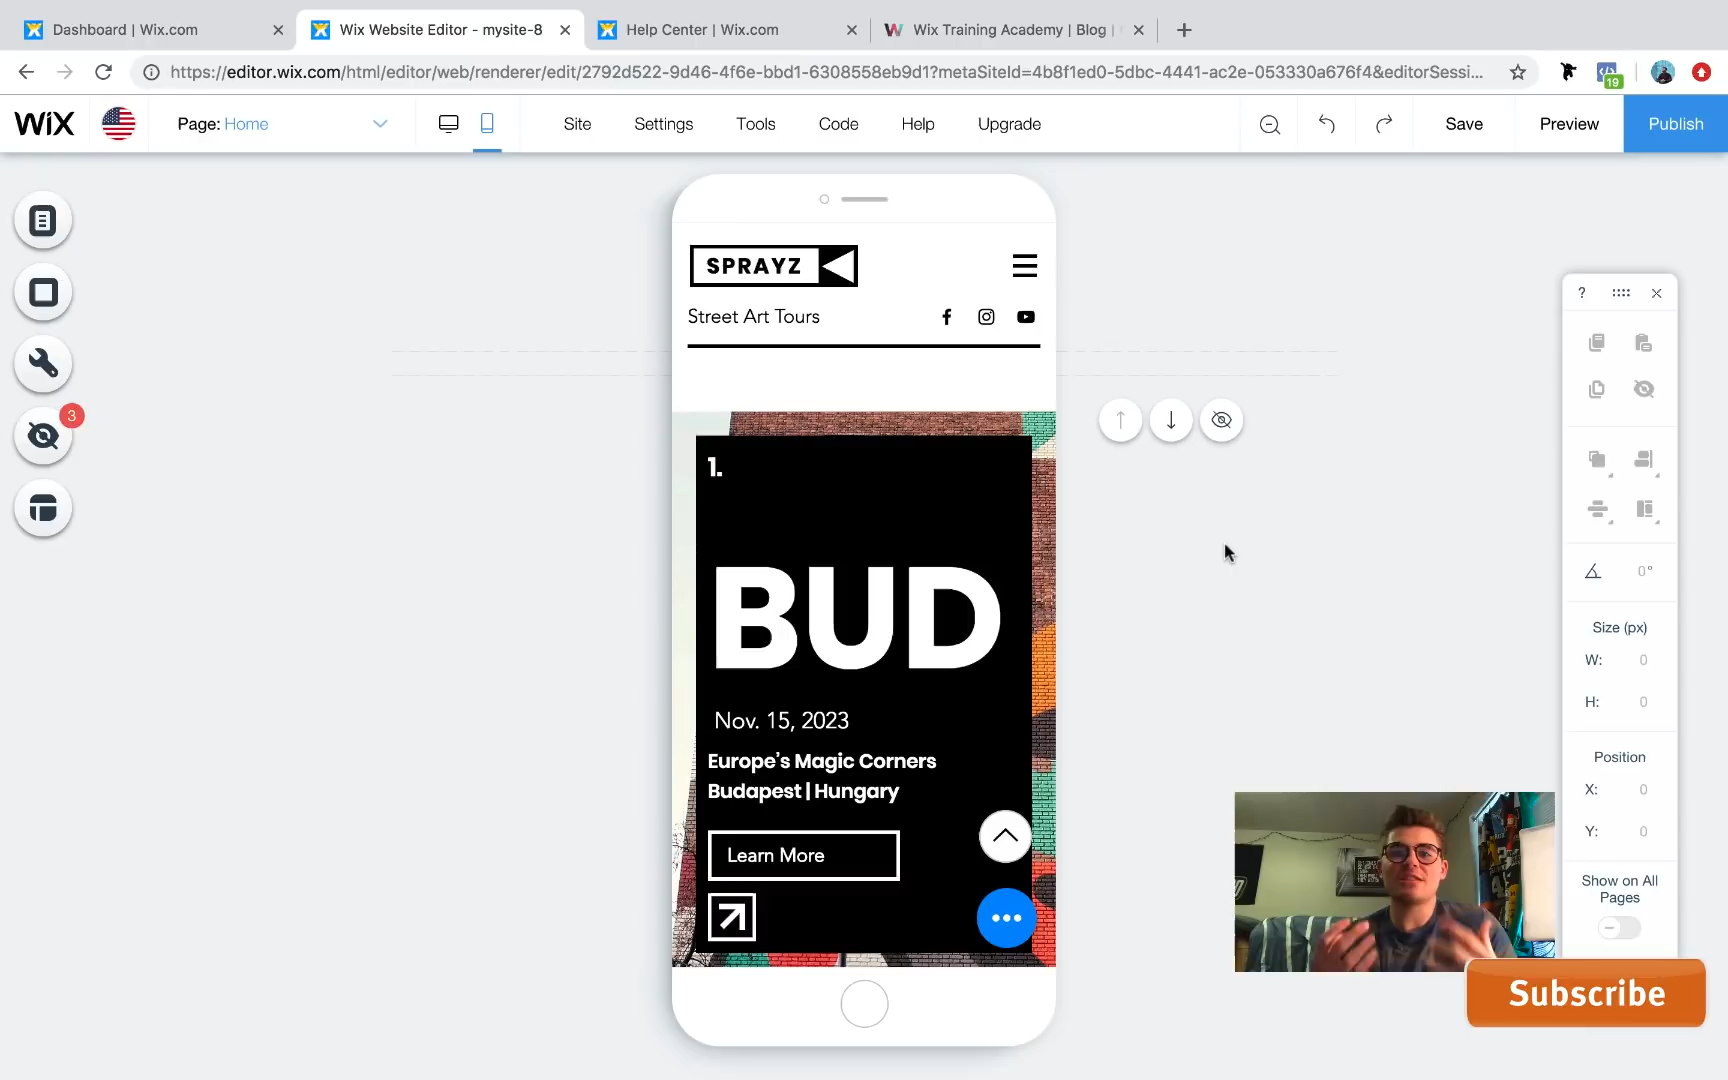 Dashboard | Wix.com
Wix Website Editor - mysite-8
Help Center | Wix.com
Wix Training Academy | Blog |
https://editor.wix.com/html/editor/web/renderer/edit/2792d522-9d46-4f6e-bbd1-6308558eb9d1?metaSiteId=4b8f1ed0-5dbc-4441-ac2e-053330a676f4&editorSessi...
19
WiX
Page: Home
Site
Settings
Tools
Code
Help
Upgrade
Save
Preview
Publish
3
SPRAYZ
Street Art Tours
1.
BUD
Nov. 15, 2023
Europe's Magic Corners
Budapest | Hungary
Learn More
?
0°
Size (px)
W: 0
H: 0
Position
X: 0
Y: 0
Show on All
Pages
Subscribe